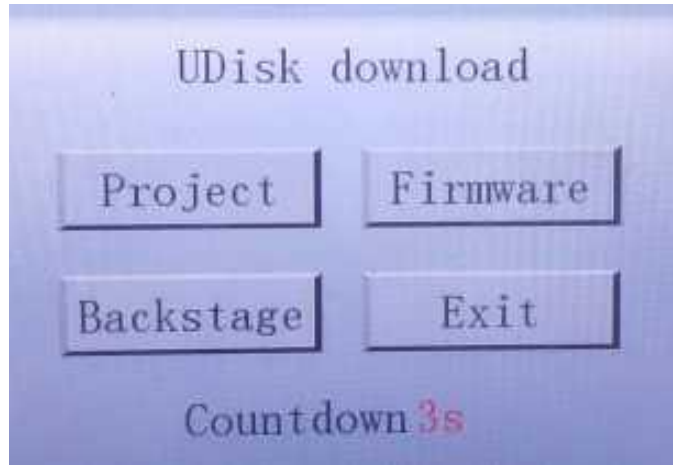 UDisk download
Project Firmware
Backstage Exit
Countdown 3s